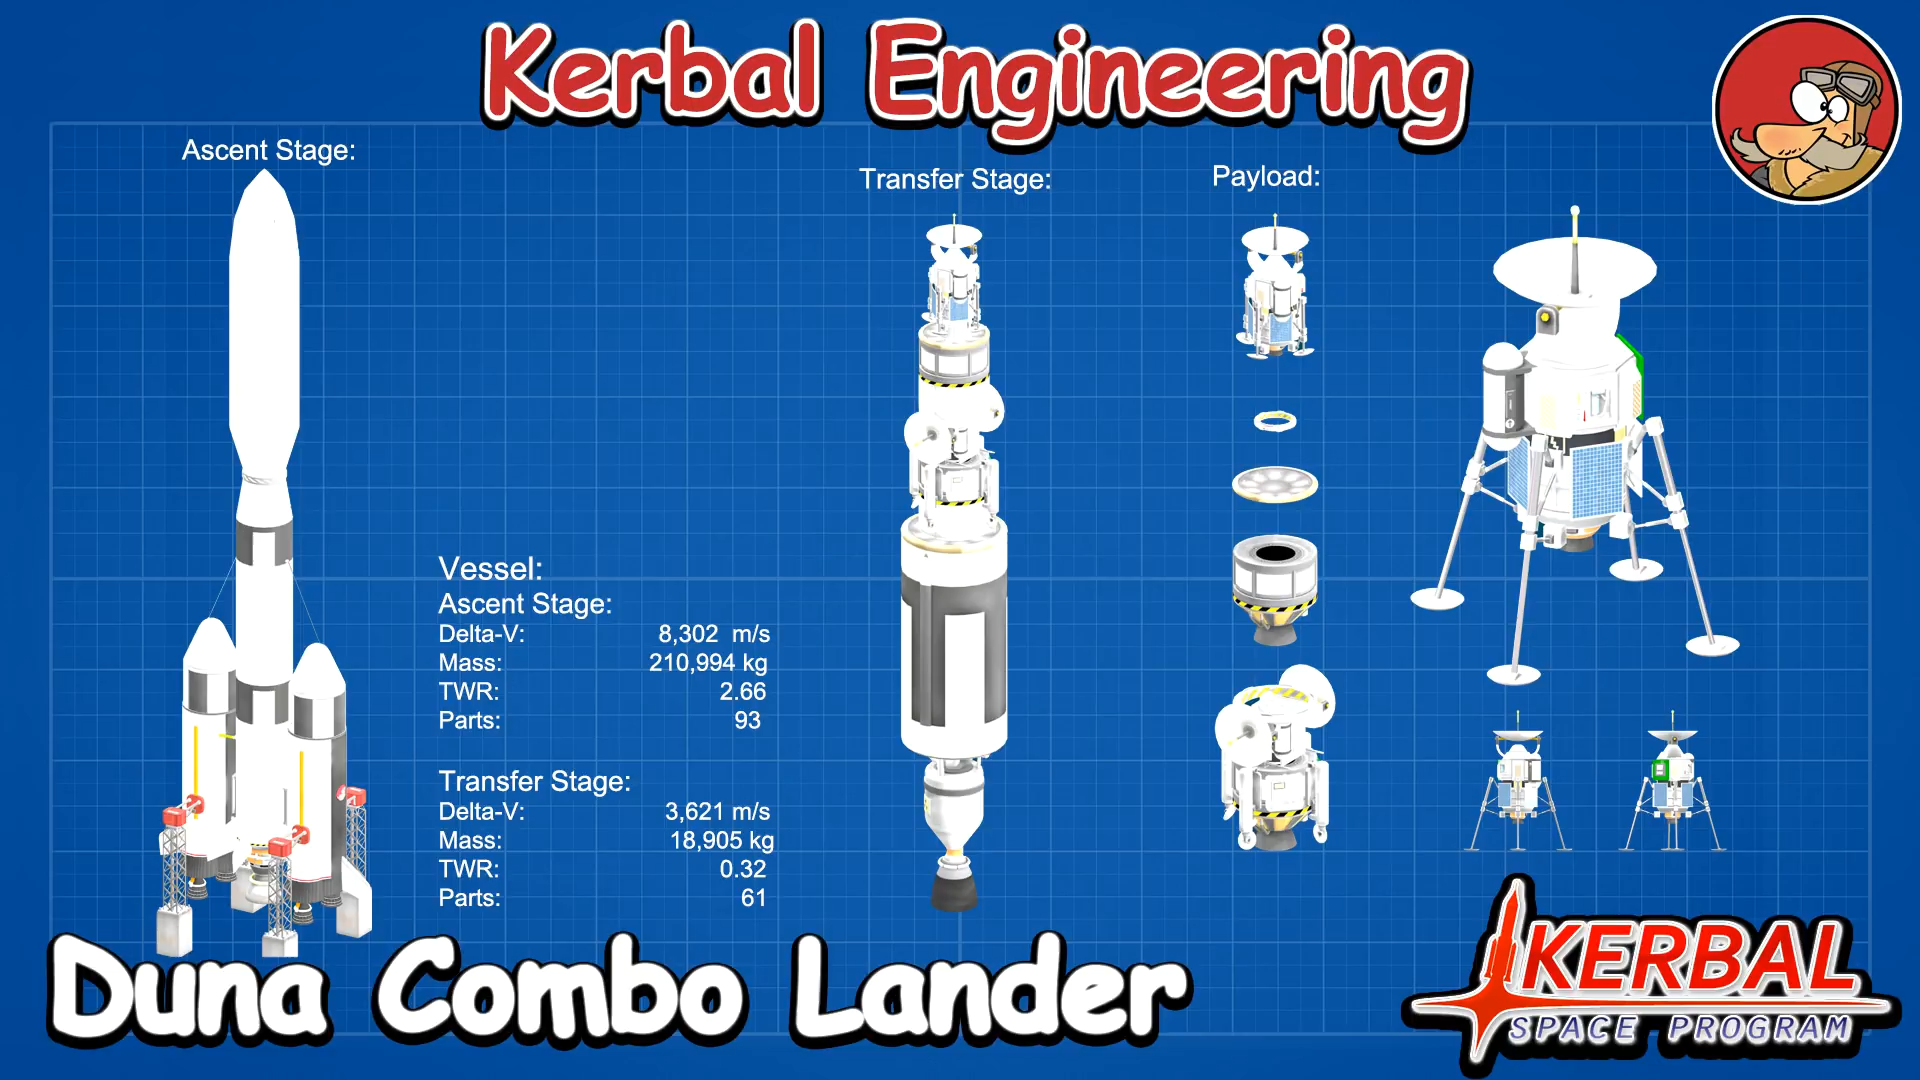 Kerbal Engineering
Ascent Stage:
Transfer Stage:
Payload:
Vessel:
Ascent Stage:
Delta-V: 8,302 m/s
Mass: 210,994 kg
TWR: 2.66
Parts: 93
Transfer Stage:
Delta-V: 3,621 m/s
Mass: 18,905 kg
TWR: 0.32
Parts: 61
Duna Combo Lander
KERBAL
SPACE PROGRAM